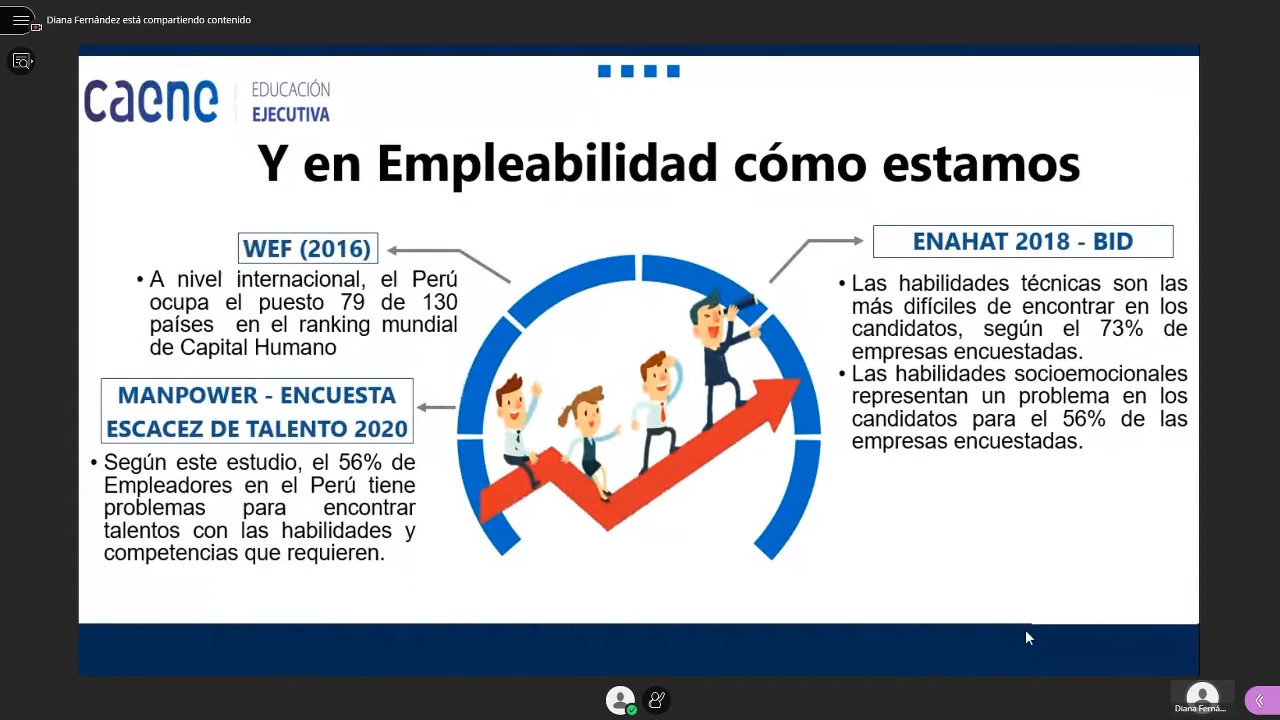 Diana Fernández está compartiendo contenido
caene
EDUCACIÓN
EJECUTIVA
Y en Empleabilidad cómo estamos
WEF (2016)
• A nivel internacional, el Perú
ocupa el puesto 79 de 130
países en el ranking mundial
de Capital Humano
MANPOWER - ENCUESTA
ESCACEZ DE TALENTO 2020
• Según este estudio, el 56% de
Empleadores en el Perú tiene
problemas para encontrar
talentos con las habilidades y
competencias que requieren.
ENAHAT 2018 - BID
• Las habilidades técnicas son las
más difíciles de encontrar en los
candidatos, según el 73% de
empresas encuestadas.
• Las habilidades socioemocionales
representan un problema en los
candidatos para el 56% de las
empresas encuestadas.
Diana Ferná...